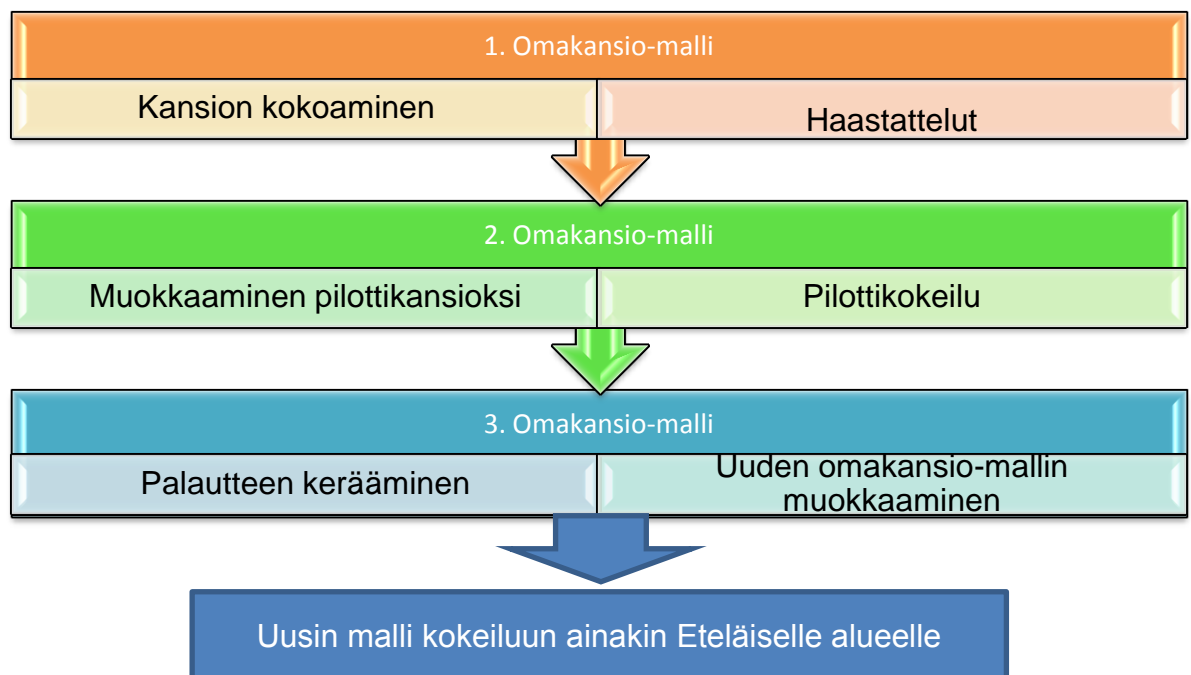 1. Omakansio-malli
Kansion kokoaminen
Haastattelut
2. Omakansio-malli
Muokkaaminen pilottikansioksi
Pilottikokeilu
3. Omakansio-malli
Palautteen kerääminen
Uuden omakansio-mallin
muokkaaminen
Uusin malli kokeiluun ainakin Eteläiselle alueelle